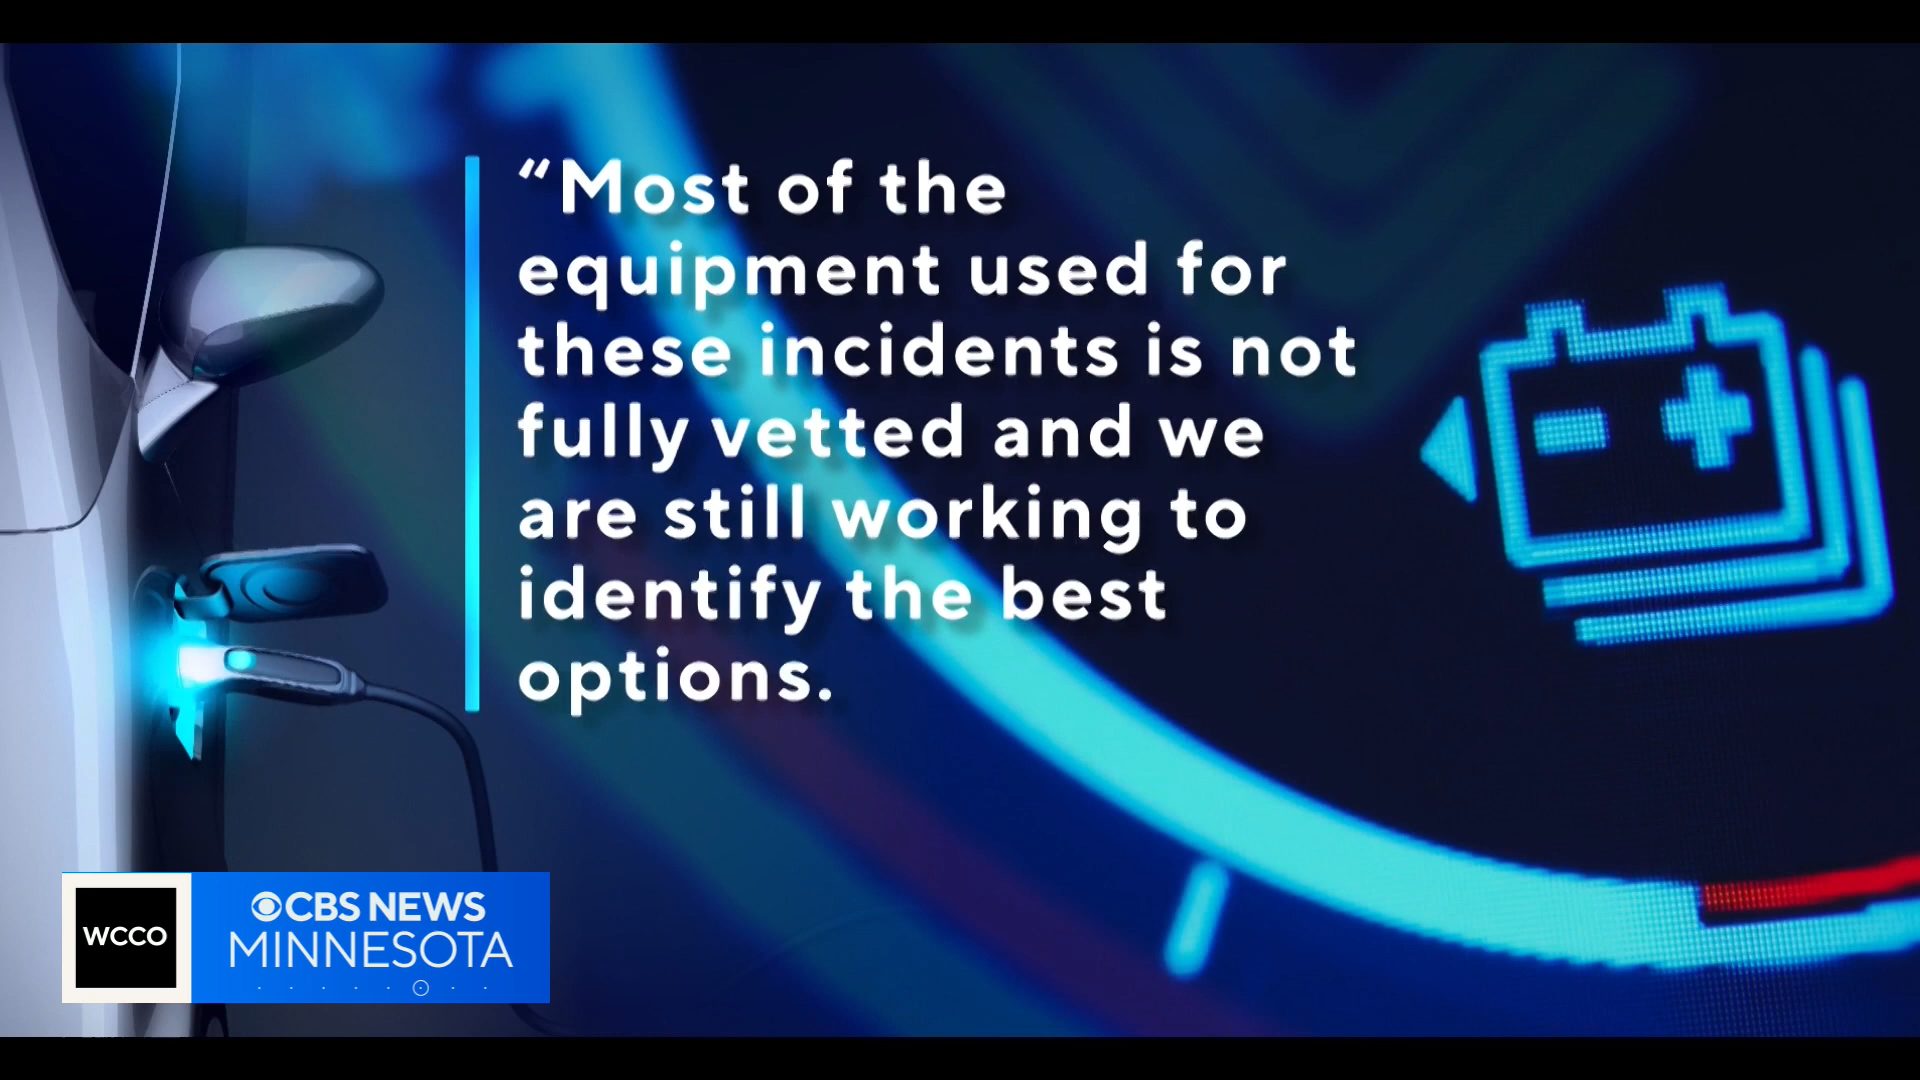 “Most of the
equipment used for
these incidents is not
fully vetted and we
are still working to
identify the best
options.
WCCO
CBS NEWS
MINNESOTA